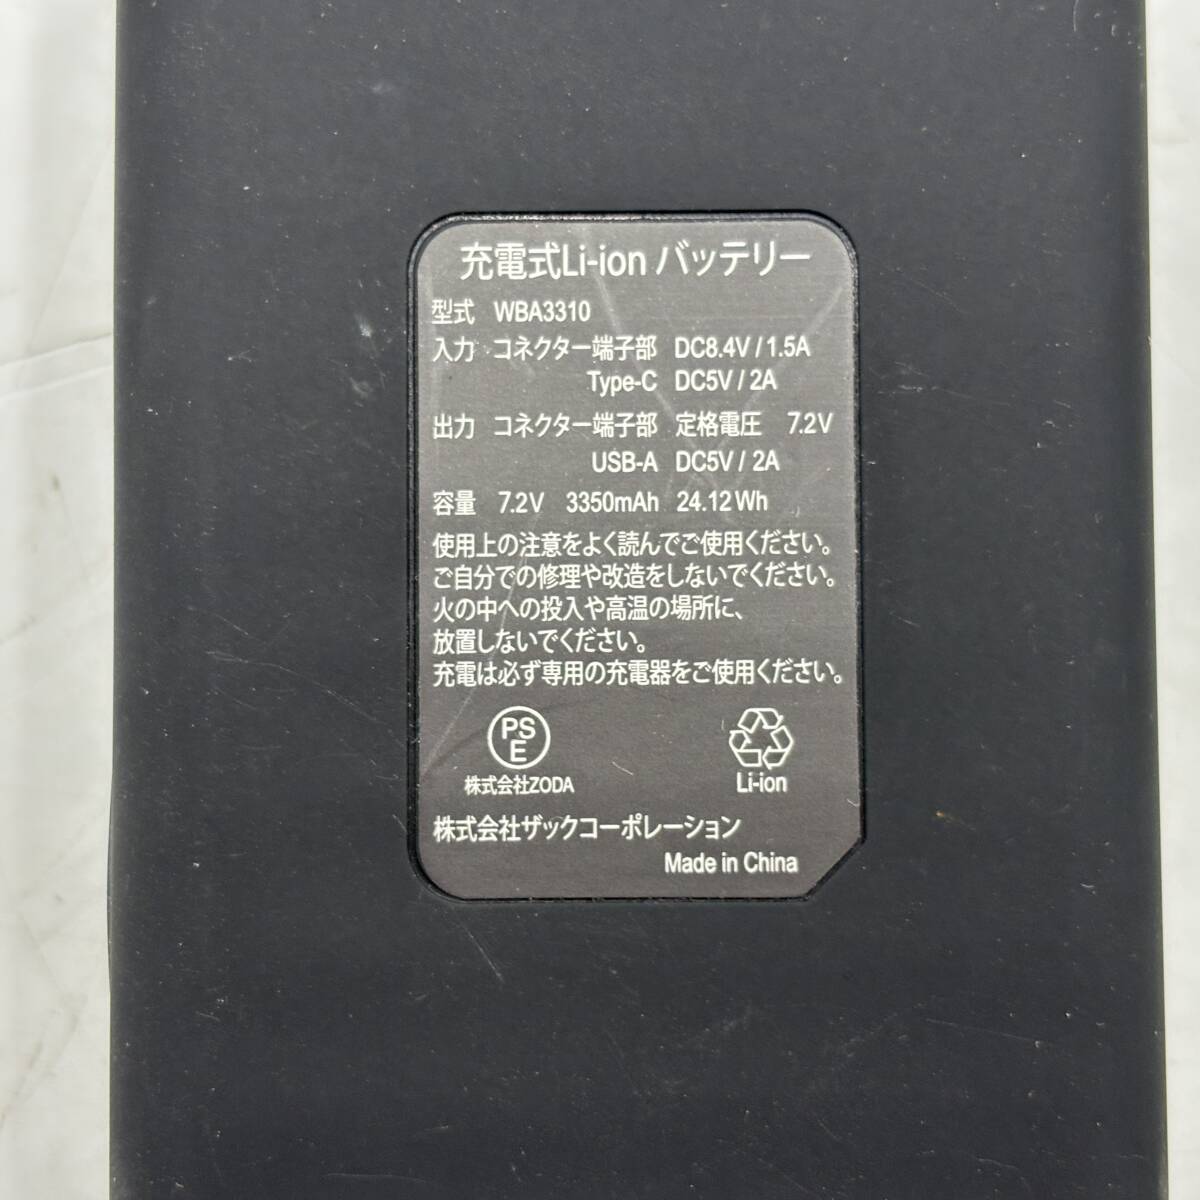 充電式Li-ion バッテリー
型式 WBA3310
入力 コネクター端子部 DC8.4V / 1.5A
Type-C DC5V / 2A
出力 コネクター端子部 定格電圧 7.2V
USB-A DC5V / 2A
容量 7.2V 3350mAh 24.12Wh
使用上の注意をよく読んでご使用ください。
ご自分での修理や改造をしないでください。
火の中への投入や高温の場所に、
放置しないでください。
充電は必ず専用の充電器をご使用ください。
PS
E
株式会社ZODA
Li-ion
株式会社ザックコーポレーション
Made in China